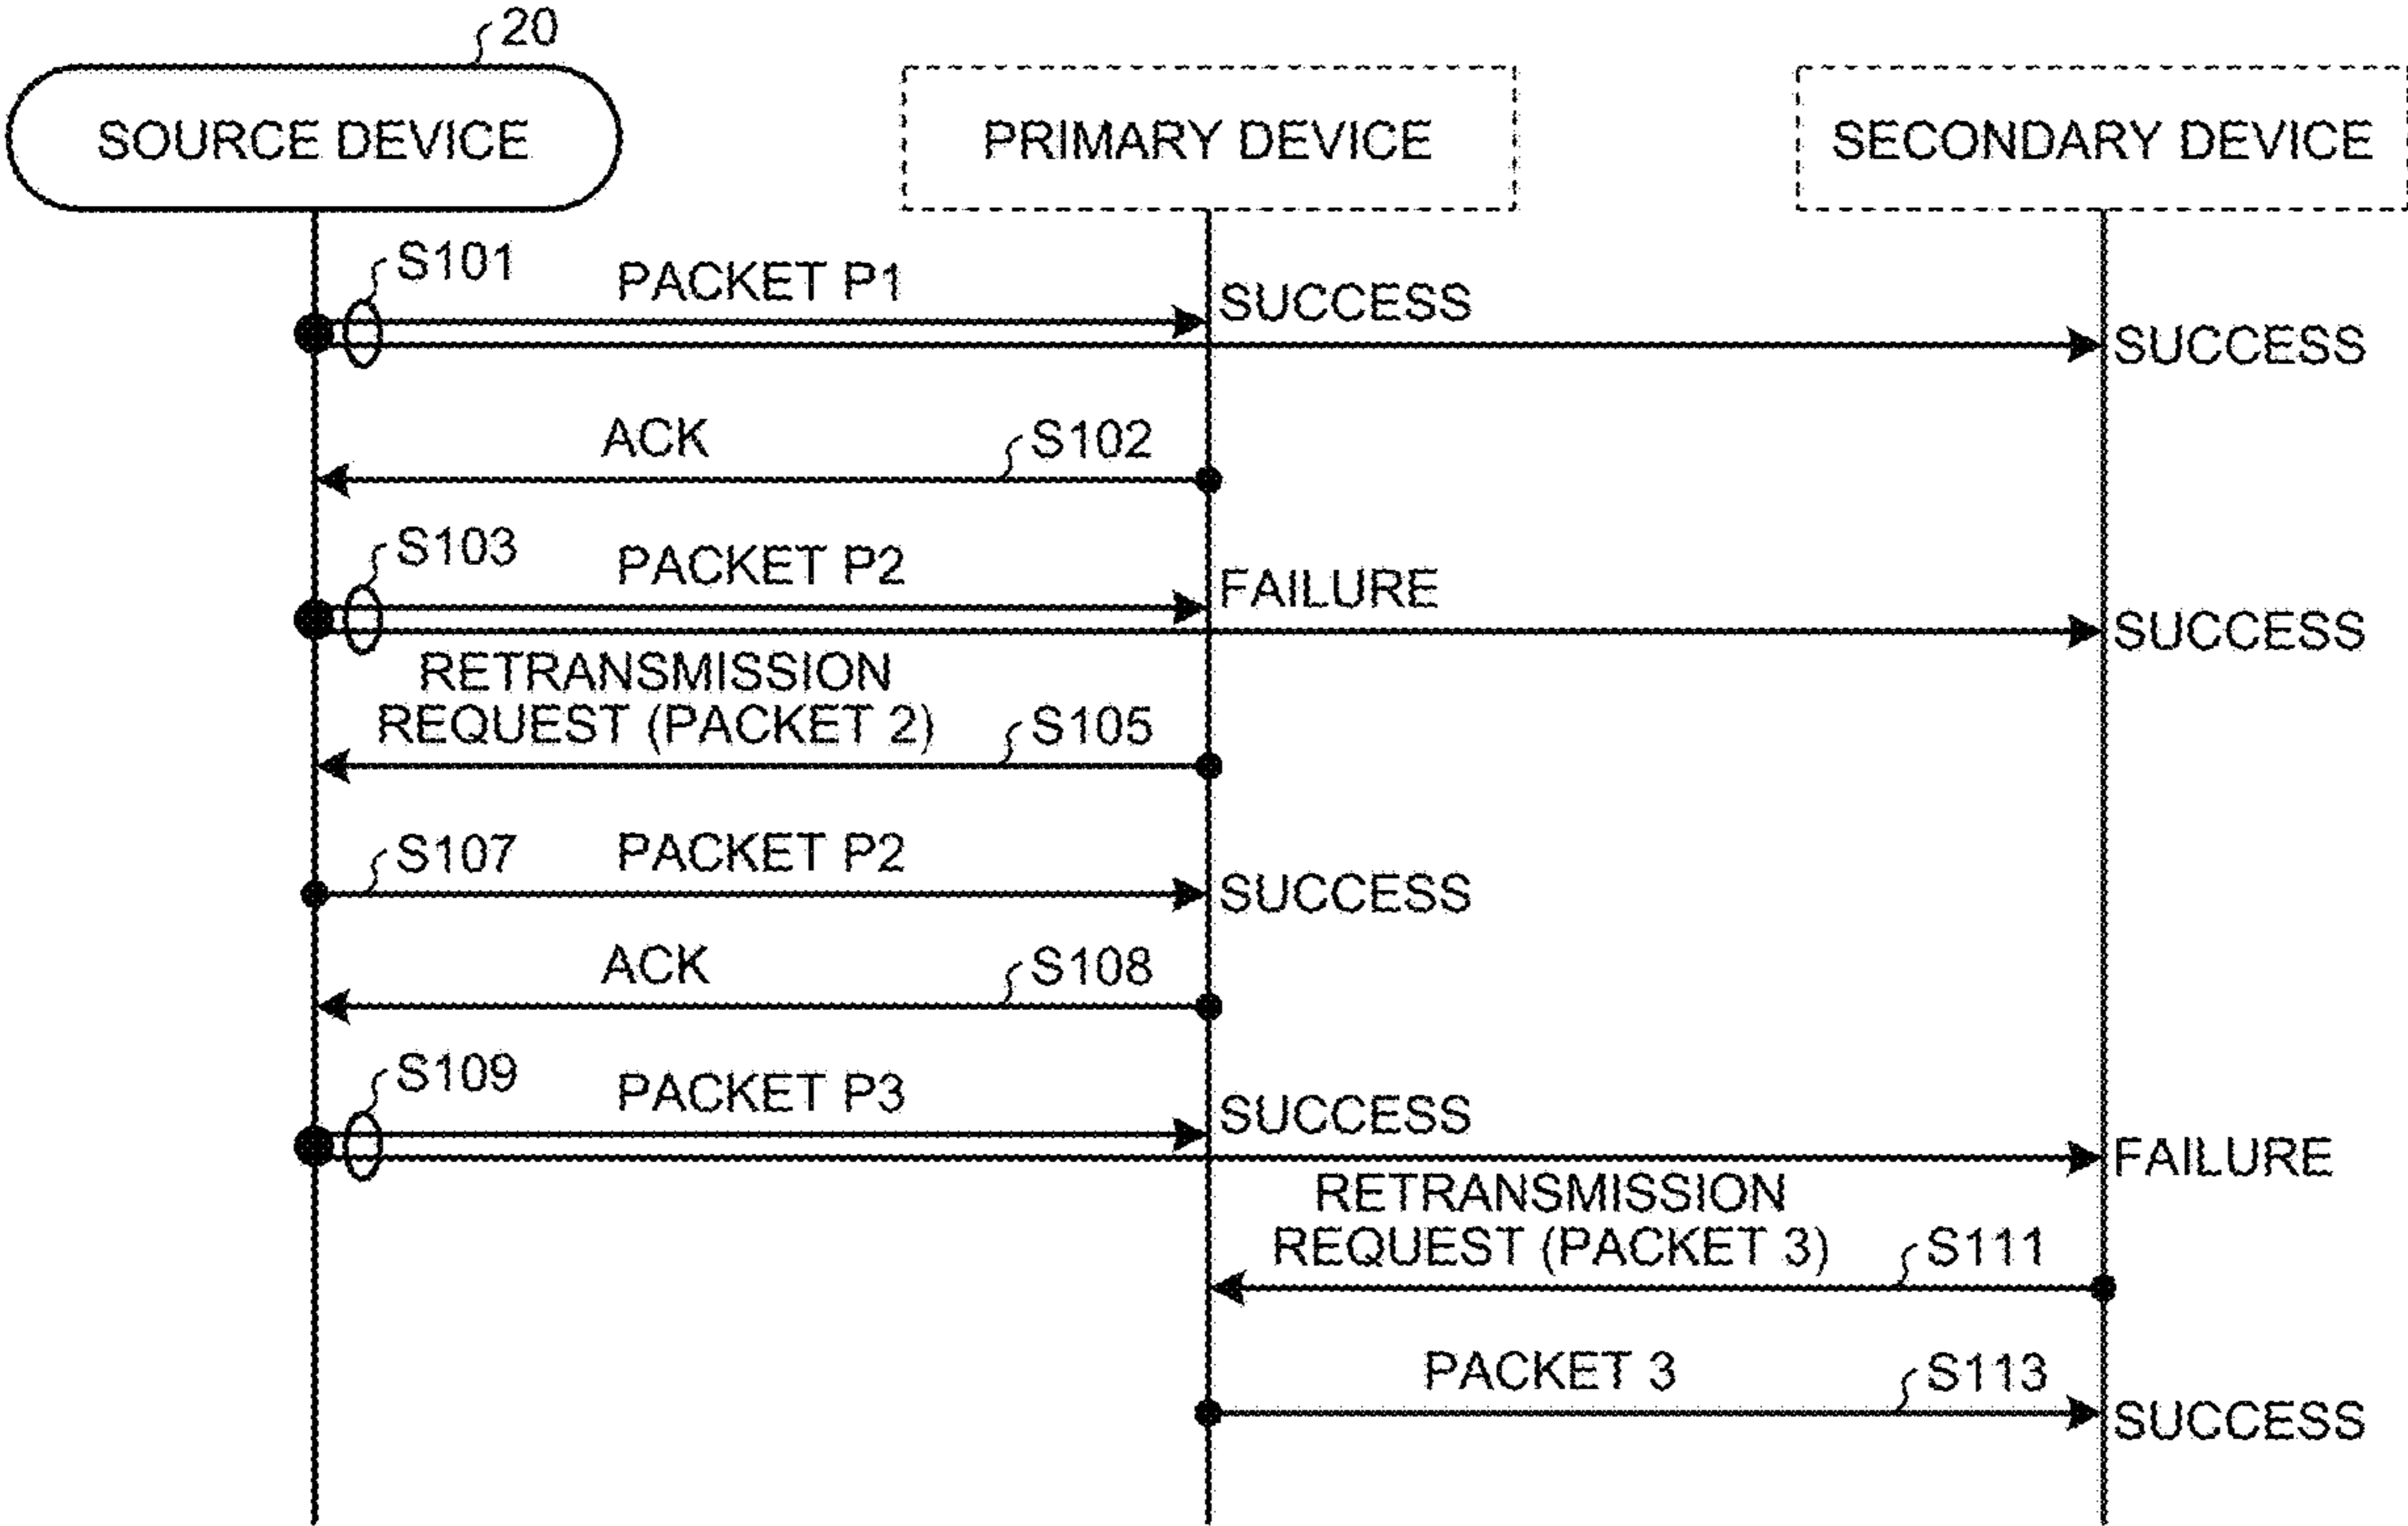 20
SOURCE DEVICE
PRIMARY DEVICE
SECONDARY DEVICE
S101
PACKET P1
SUCCESS
SUCCESS
ACK
S102
S103
PACKET P2
FAILURE
SUCCESS
RETRANSMISSION
REQUEST (PACKET 2)
S105
S107
PACKET P2
SUCCESS
ACK
S108
S109
PACKET P3
SUCCESS
FAILURE
RETRANSMISSION
REQUEST (PACKET 3)
S111
PACKET 3
S113
SUCCESS